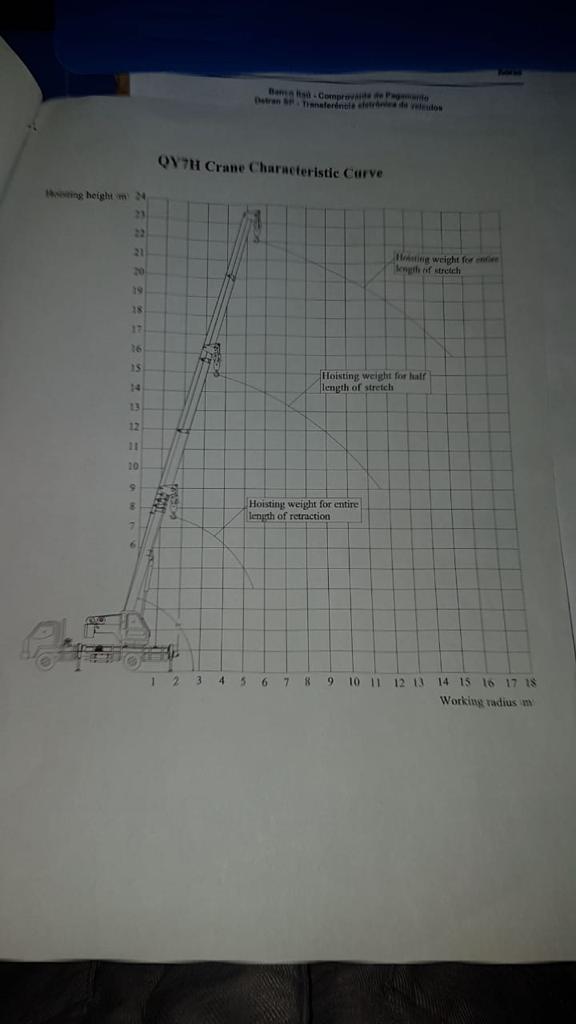 Banco Itaú - Comprovante de Pagamento
Detran SP - Transferência eletrônica de veículos
QY7H Crane Characteristic Curve
Hoisting height m 24
23
22
21
20
19
18
17
16
15
14
13
12
11
10
9
8
7
6
Hoisting weight for entire
length of stretch
Hoisting weight for half
length of stretch
Hoisting weight for entire
length of retraction
1 2 3 4 5 6 7 8 9 10 11 12 13 14 15 16 17 18
Working radius m